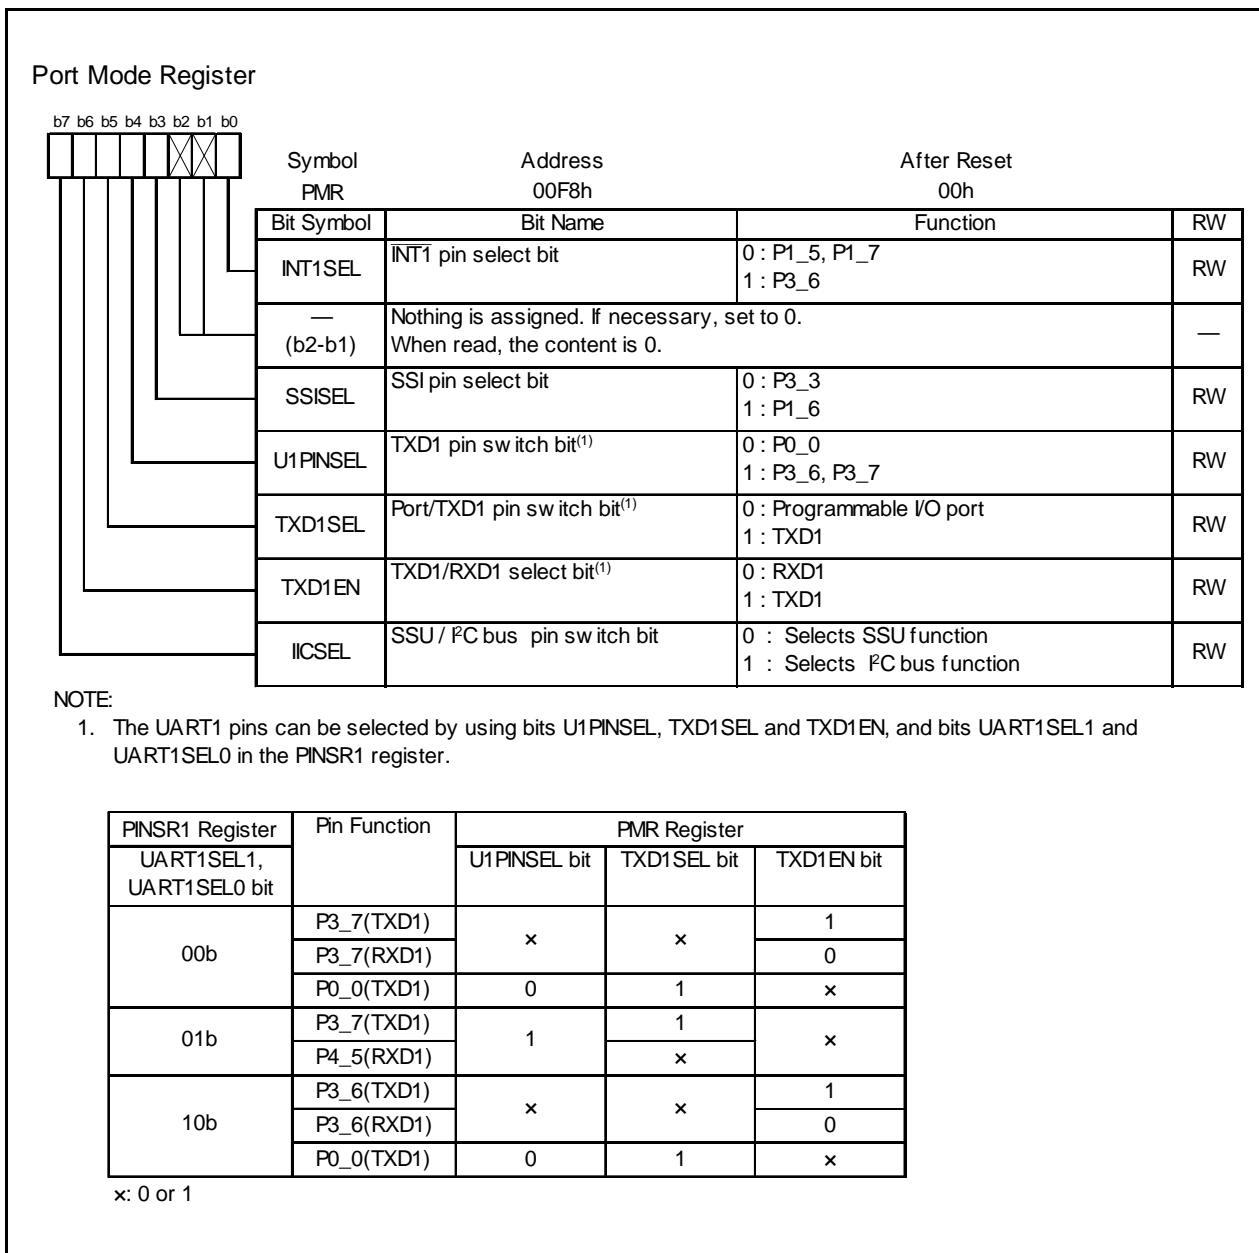 Port Mode Register
b7 b6 b5 b4 b3 b2 b1 b0
Symbol Address After Reset
PMR 00F8h 00h
Bit Symbol Bit Name Function RW
INT1SEL INT1 pin select bit 0 : P1_5, P1_7 RW
1 : P3_6
— Nothing is assigned. If necessary, set to 0. —
(b2-b1) When read, the content is 0.
SSISEL SSI pin select bit 0 : P3_3 RW
1 : P1_6
U1PINSEL TXD1 pin switch bit(1) 0 : P0_0 RW
1 : P3_6, P3_7
TXD1SEL Port/TXD1 pin switch bit(1) 0 : Programmable I/O port RW
1 : TXD1
TXD1EN TXD1/RXD1 select bit(1) 0 : RXD1 RW
1 : TXD1
IICSEL SSU / I²C bus pin switch bit 0 : Selects SSU function RW
1 : Selects I²C bus function
NOTE:
1. The UART1 pins can be selected by using bits U1PINSEL, TXD1SEL and TXD1EN, and bits UART1SEL1 and
UART1SEL0 in the PINSR1 register.
PINSR1 Register Pin Function PMR Register
UART1SEL1, U1PINSEL bit TXD1SEL bit TXD1EN bit
UART1SEL0 bit
00b P3_7(TXD1) × × 1
P3_7(RXD1) 0
P0_0(TXD1) 0 1 ×
01b P3_7(TXD1) 1 1 ×
P4_5(RXD1) ×
10b P3_6(TXD1) × × 1
P3_6(RXD1) 0
P0_0(TXD1) 0 1 ×
×: 0 or 1